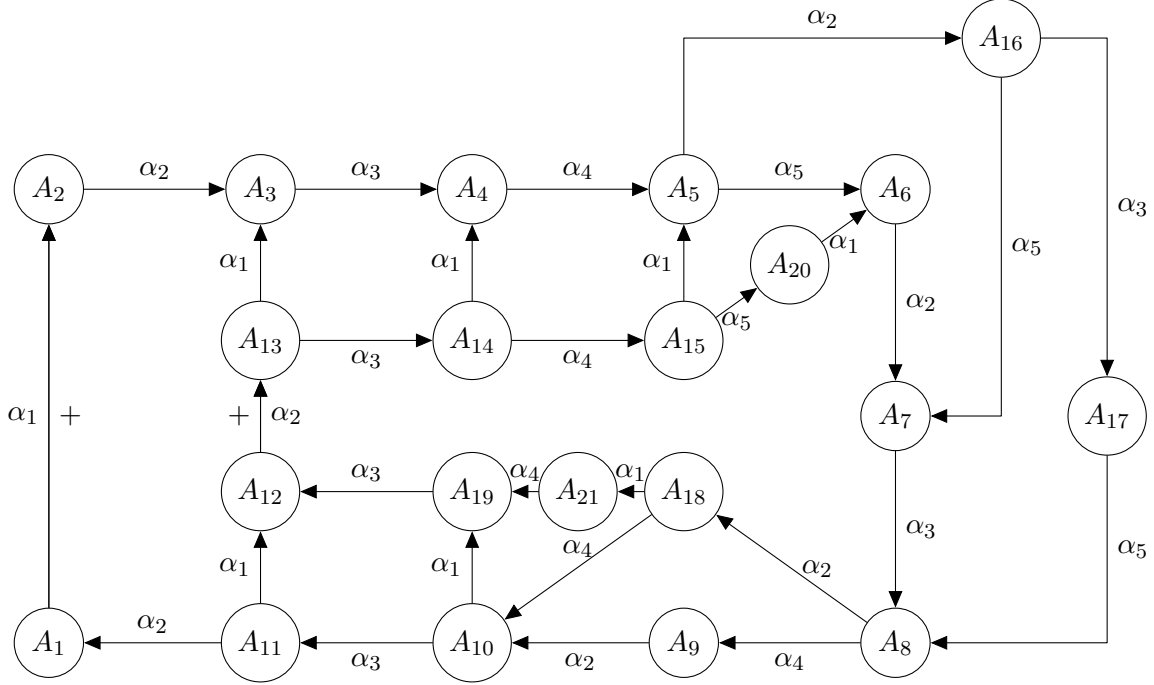 α₂
A₁₆
α₃
A₂ α₂ A₃ α₃ A₄ α₄ A₅ α₅ A₆
α₅
α₁ α₁ α₁ A₂₀ α₁
α₅
A₁₃ α₃ A₁₄ α₄ A₁₅ α₂
α₁ + + α₂ A₇ A₁₇
A₁₂ α₃ A₁₉ α₄ A₂₁ α₁ A₁₈
α₃ α₅
α₁ α₁ α₄ α₂
A₁ α₂ A₁₁ α₃ A₁₀ α₂ A₉ α₄ A₈